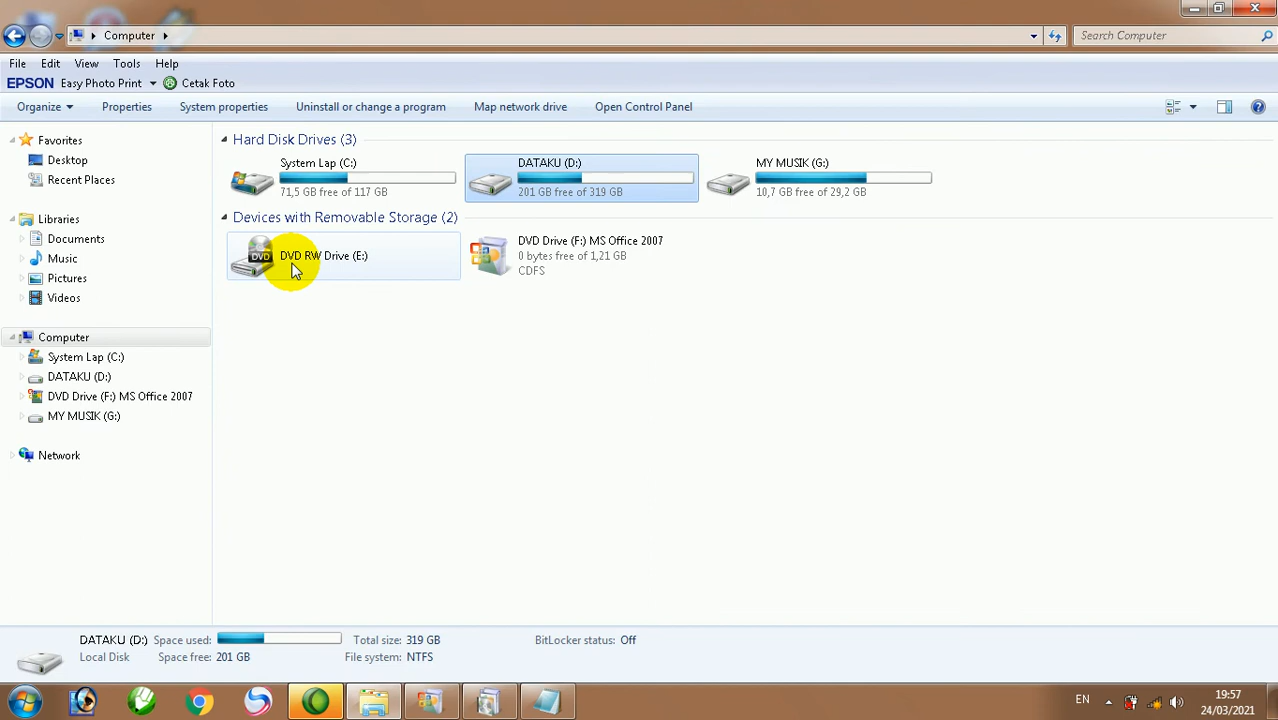 Computer
Search Computer
File Edit View Tools Help
EPSON Easy Photo Print Cetak Foto
Organize Properties System properties Uninstall or change a program Map network drive Open Control Panel
Favorites
Desktop
Recent Places
Libraries
Documents
Music
Pictures
Videos
Computer
System Lap (C:)
DATAKU (D:)
DVD Drive (F:) MS Office 2007
MY MUSIK (G:)
Network
Hard Disk Drives (3)
System Lap (C:)
71,5 GB free of 117 GB
DATAKU (D:)
201 GB free of 319 GB
MY MUSIK (G:)
10,7 GB free of 29,2 GB
Devices with Removable Storage (2)
DVD
DVD RW Drive (E:)
DVD Drive (F:) MS Office 2007
0 bytes free of 1,21 GB
CDFS
DATAKU (D:) Space used: Total size: 319 GB BitLocker status: Off
Local Disk Space free: 201 GB File system: NTFS
EN
19:57
24/03/2021